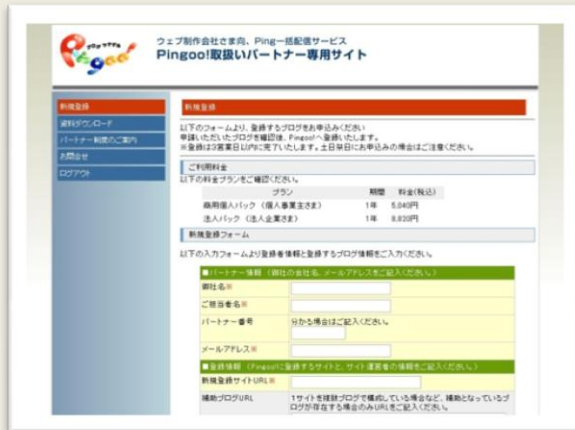 Pingoo!
ウェブ制作会社さま向、Ping一括配信サービス
Pingoo!取扱いパートナー専用サイト
新規登録
資料ダウンロード
パートナー制度のご案内
お問合せ
ログアウト
新規登録
以下のフォームより、登録するブログをお申込みください
申請いただいたブログを確認後、Pingoo!へ登録いたします。
※登録は3営業日以内に完了いたします。土日祭日にお申込みの場合はご注意ください。
ご利用料金
以下の料金プランをご確認ください。
プラン 期間 料金(税込)
商用個人パック （個人事業主さま） 1年 5,040円
法人パック （法人企業さま） 1年 8,820円
新規登録フォーム
以下の入力フォームより登録者情報と登録するブログ情報をご入力ください。
■パートナー情報 （御社の会社名、メールアドレスをご記入ください。）
御社名※
ご担当者名※
パートナー番号 分かる場合はご記入ください。
メールアドレス※
■登録情報 （Pingoo!に登録するサイトと、サイト運営者の情報をご記入ください。）
新規登録サイトURL※
補助ブログURL 1サイトを複数ブログで構成している場合など、補助となっているブ
ログが存在する場合のみURLをご記入ください。